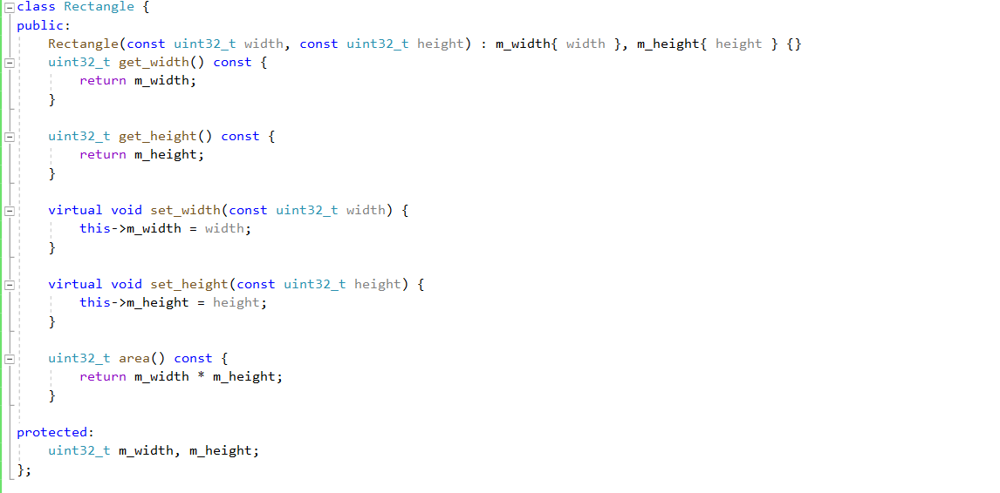 class Rectangle {
public:
    Rectangle(const uint32_t width, const uint32_t height) : m_width{ width }, m_height{ height } {}
    uint32_t get_width() const {
        return m_width;
    }

    uint32_t get_height() const {
        return m_height;
    }

    virtual void set_width(const uint32_t width) {
        this->m_width = width;
    }

    virtual void set_height(const uint32_t height) {
        this->m_height = height;
    }

    uint32_t area() const {
        return m_width * m_height;
    }

protected:
    uint32_t m_width, m_height;
};